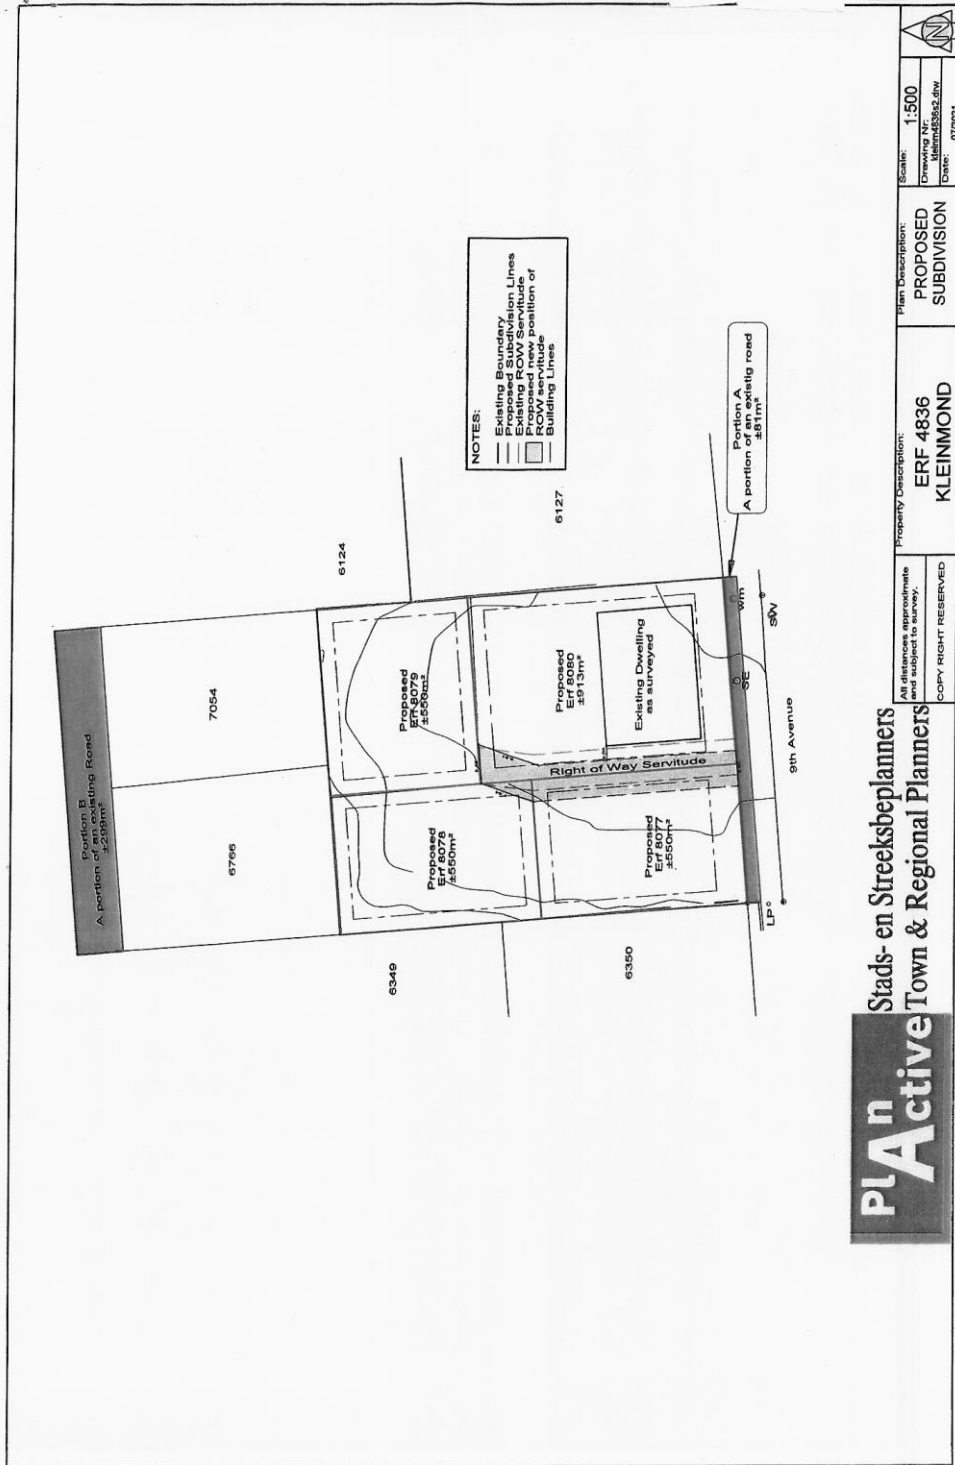 Portion B
A portion of an existing Road
±299m²
7054
6766
6124
6127
6349
6350
Proposed
Erf 8079
±550m²
Proposed
Erf 8078
±550m²
Proposed
Erf 8080
±913m²
Proposed
Erf 8077
±550m²
Existing Dwelling
as surveyed
Right of Way Servitude
Portion A
A portion of an existig road
±81m²
wm
SE
SV
LP
9th Avenue
NOTES:
Existing Boundary
Proposed Subdivision Lines
Existing ROW Servitude
Proposed new position of
ROW servitude
Building Lines
PlAn
Active
Stads- en Streeksbeplanners
Town & Regional Planners
All distances approximate
and subject to survey.
COPY RIGHT RESERVED
Property Description:
ERF 4836
KLEINMOND
Plan Description:
PROPOSED
SUBDIVISION
Scale:
1:500
Drawing Nr:
kleinm4836s2.drw
Date:
N